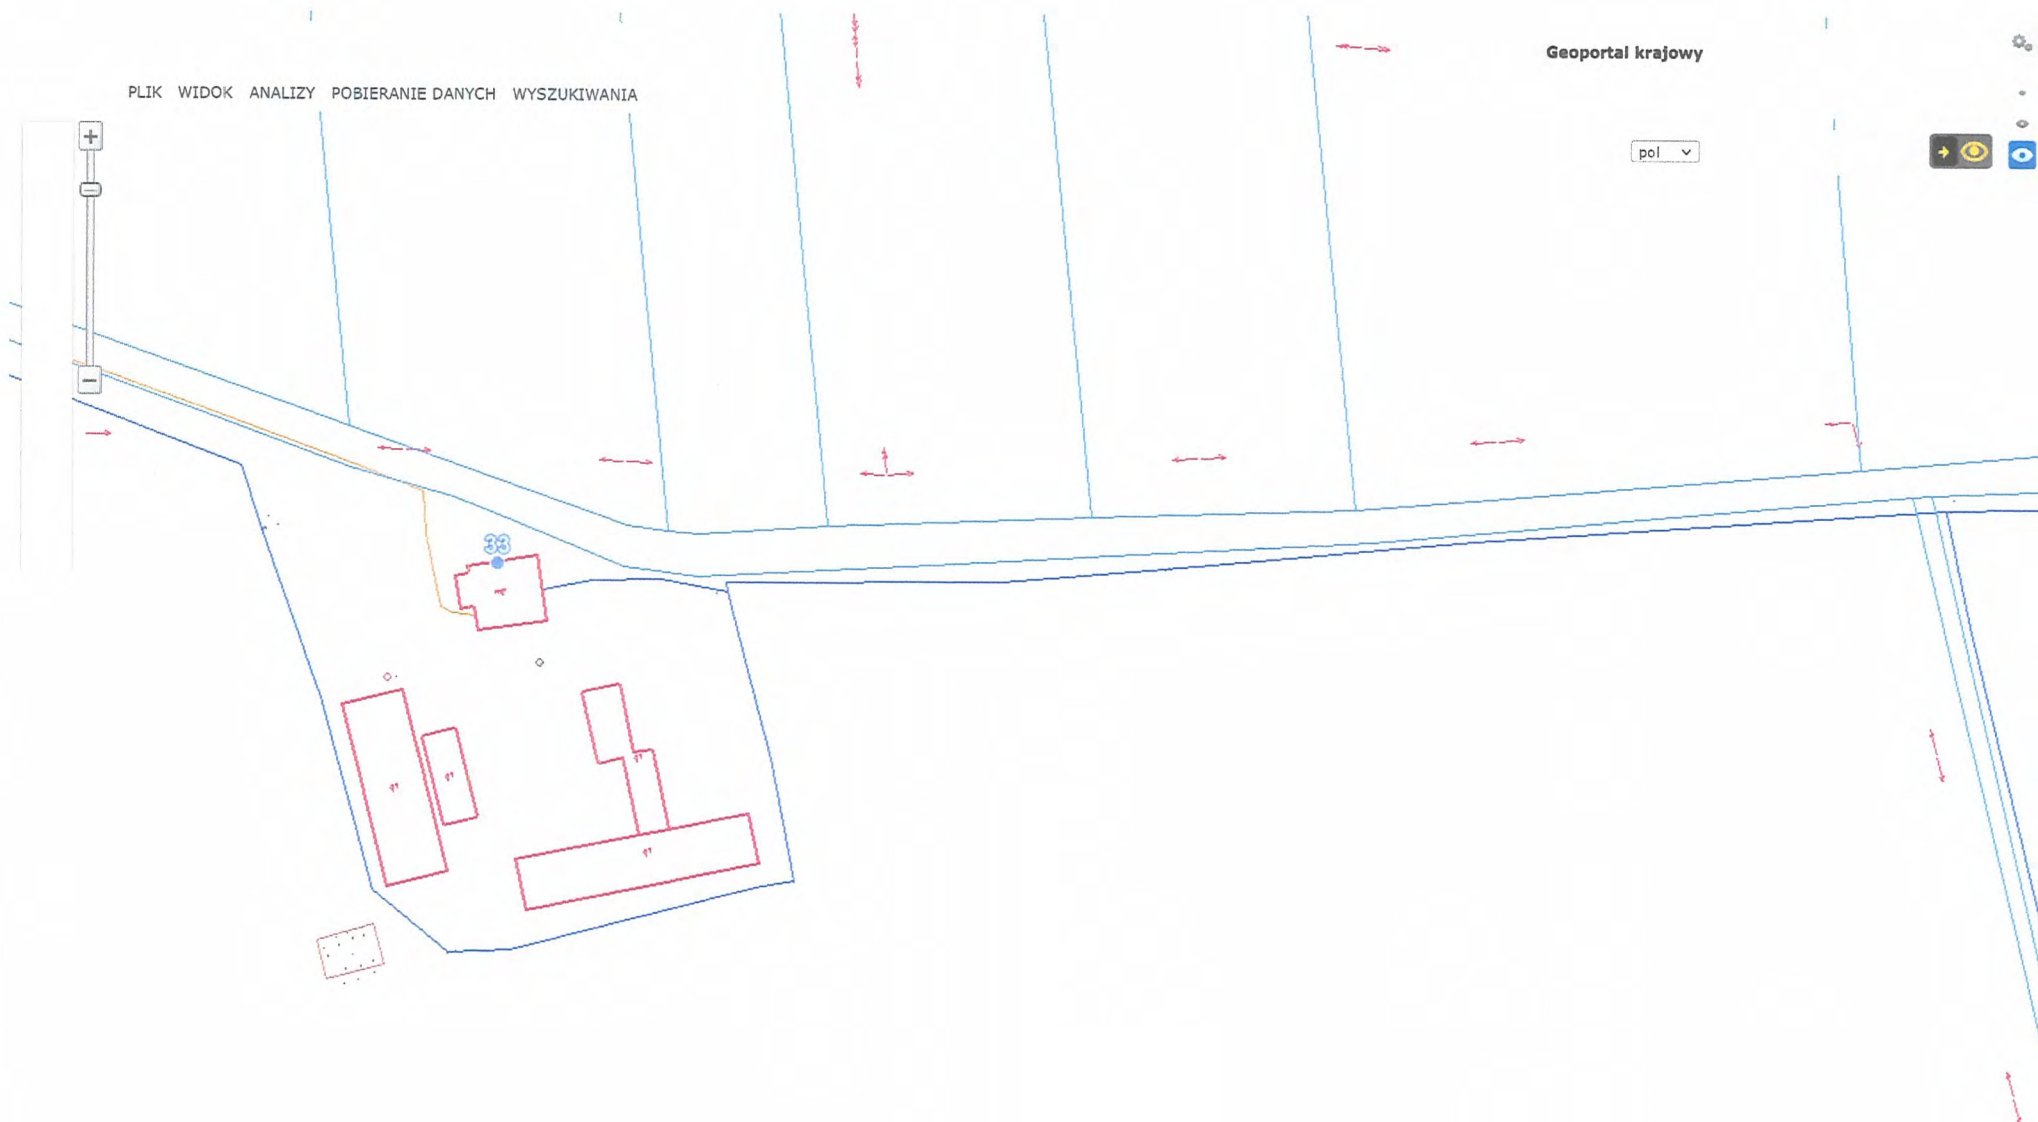 Geoportal krajowy
PLIK WIDOK ANALIZY POBIERANIE DANYCH WYSZUKIWANIA
pol
33